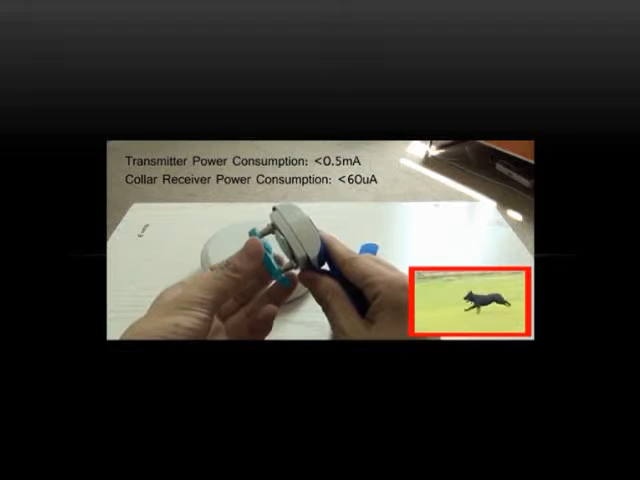 Transmitter Power Consumption: <0.5mA
Collar Receiver Power Consumption: <60uA